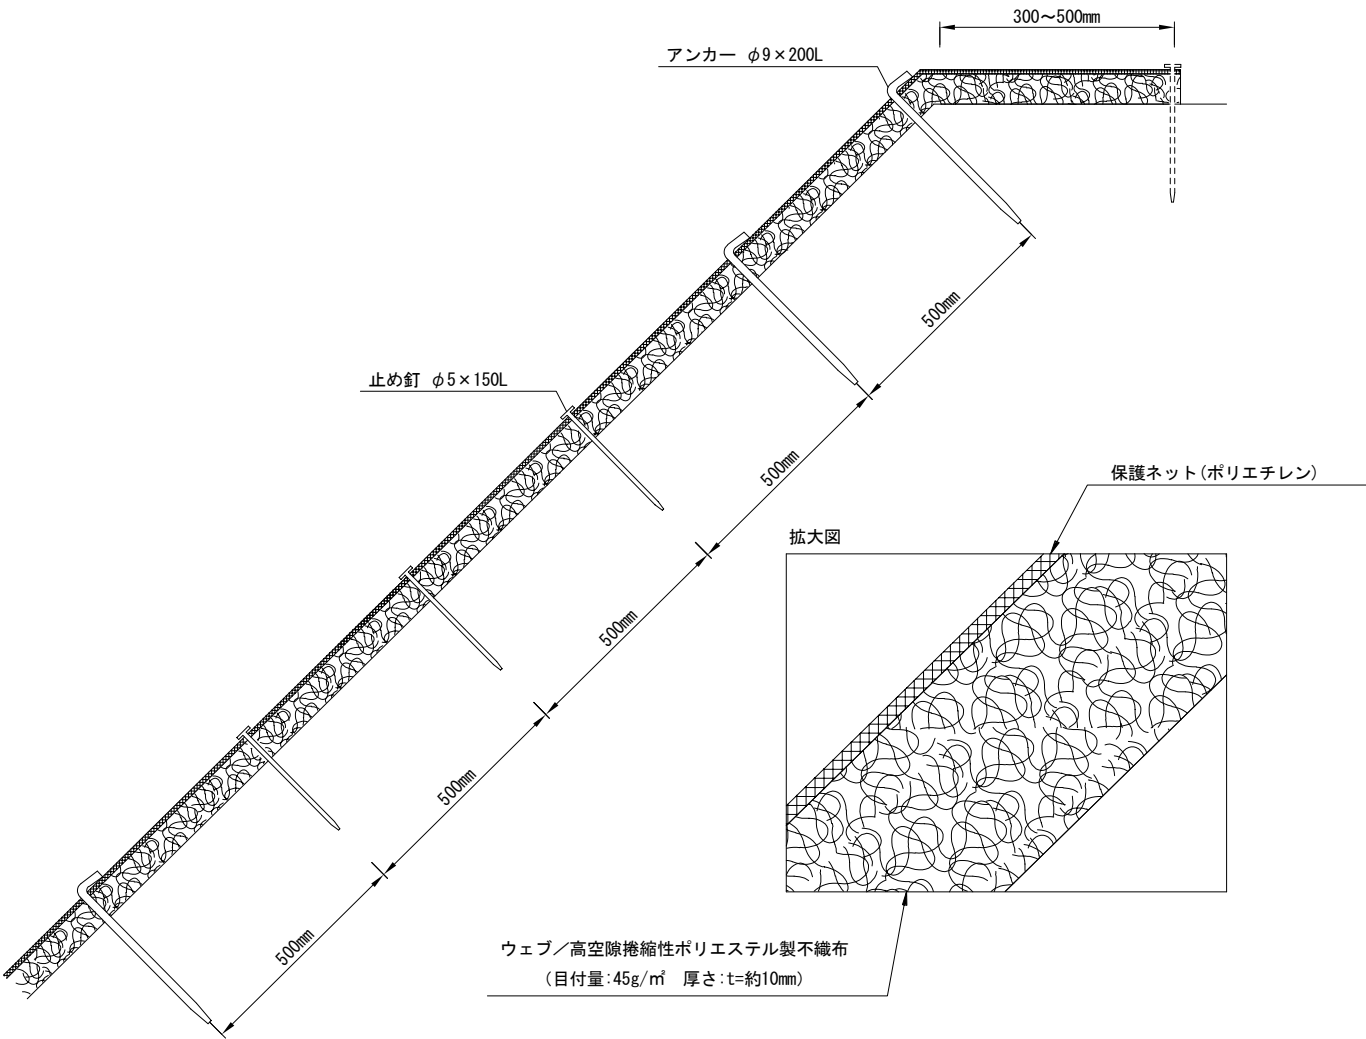 300～500mm
アンカー φ9×200L
500mm
止め釘 φ5×150L
500mm
保護ネット(ポリエチレン)
拡大図
500mm
500mm
500mm
ウェブ／高空隙捲縮性ポリエステル製不織布
(目付量:45g/㎡ 厚さ:t=約10mm)